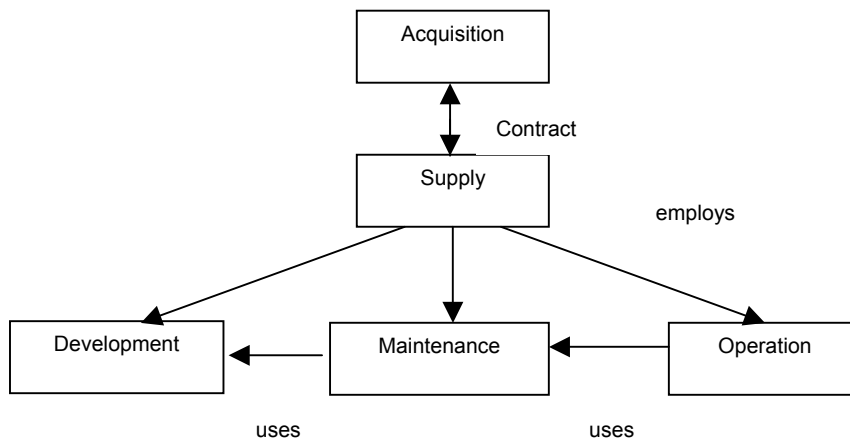 Acquisition
Contract
Supply
employs
Development
Maintenance
Operation
uses
uses